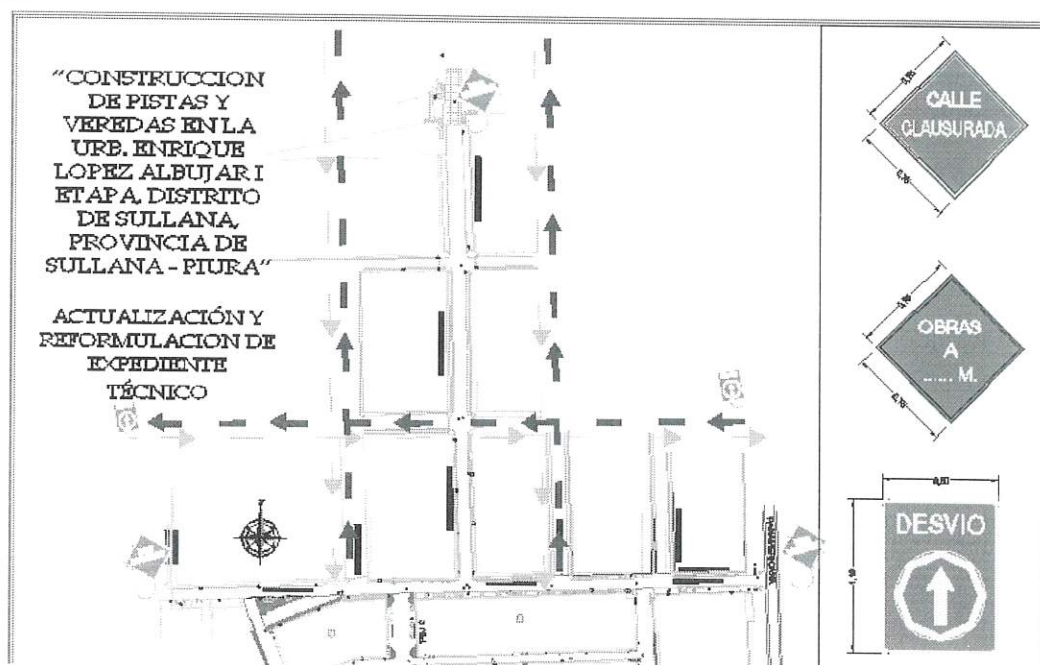 "CONSTRUCCION
DE PISTAS Y
VEREDAS EN LA
URB. ENRIQUE
LOPEZ ALBUJAR I
ETAPA, DISTRITO
DE SULLANA,
PROVINCIA DE
SULLANA - PIURA"
ACTUALIZACIÓN Y
REFORMULACION DE
EXPEDIENTE
TÉCNICO
CALLE
CLAUSURADA
OBRAS
A
...... M.
DESVIO